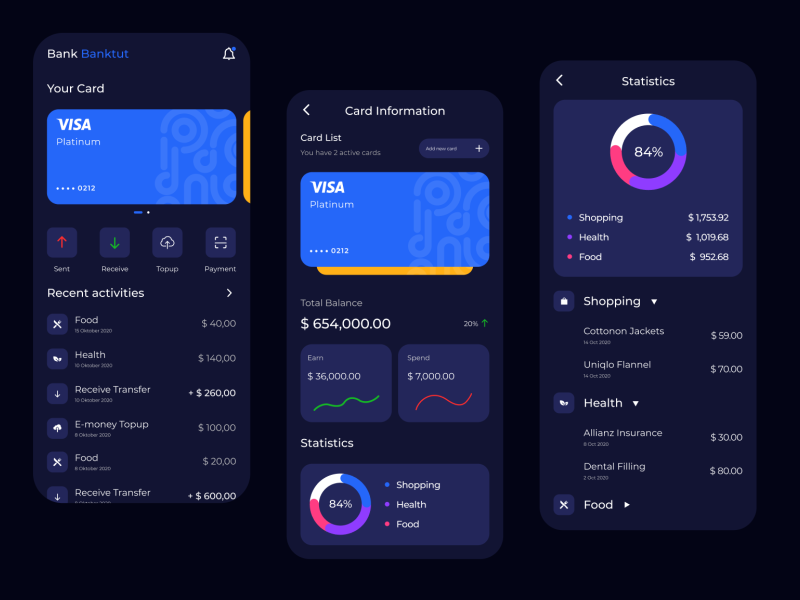 Bank Banktut
Your Card
VISA
Platinum
•••• 0212
Sent Receive Topup Payment
Recent activities
Food $ 40,00
15 Oktober 2020
Health $ 140,00
10 Oktober 2020
Receive Transfer + $ 260,00
10 Oktober 2020
E-money Topup $ 100,00
8 Oktober 2020
Food $ 20,00
8 Oktober 2020
Receive Transfer + $ 600,00
Card Information
Card List
You have 2 active cards
Add new card +
VISA
Platinum
•••• 0212
Total Balance
$ 654,000.00 20%
Earn
$ 36,000.00
Spend
$ 7,000.00
Statistics
84%
Shopping
Health
Food
Statistics
84%
Shopping $ 1,753.92
Health $ 1,019.68
Food $ 952.68
Shopping
Cottonon Jackets $ 59.00
14 Oct 2020
Uniqlo Flannel $ 70.00
14 Oct 2020
Health
Allianz Insurance $ 30.00
8 Oct 2020
Dental Filling $ 80.00
2 Oct 2020
Food